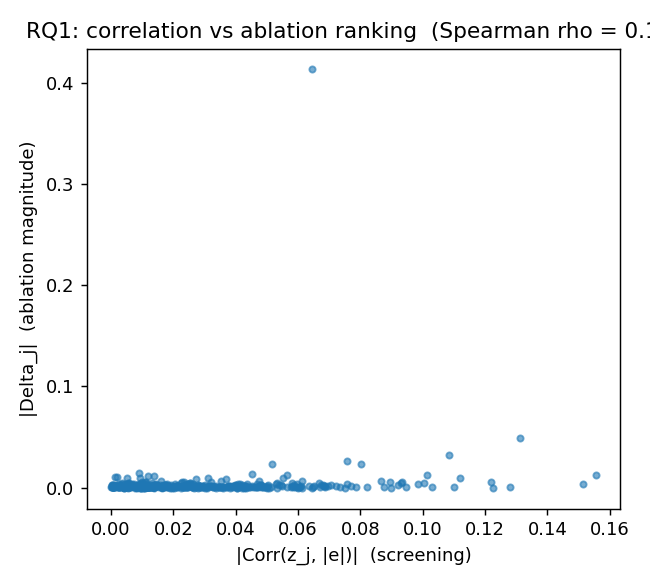 RQ1: correlation vs ablation ranking (Spearman rho = 0.1
0.4
0.3
0.2
0.1
0.0
|Delta_j| (ablation magnitude)
0.00 0.02 0.04 0.06 0.08 0.10 0.12 0.14 0.16
|Corr(z_j, |e|)| (screening)